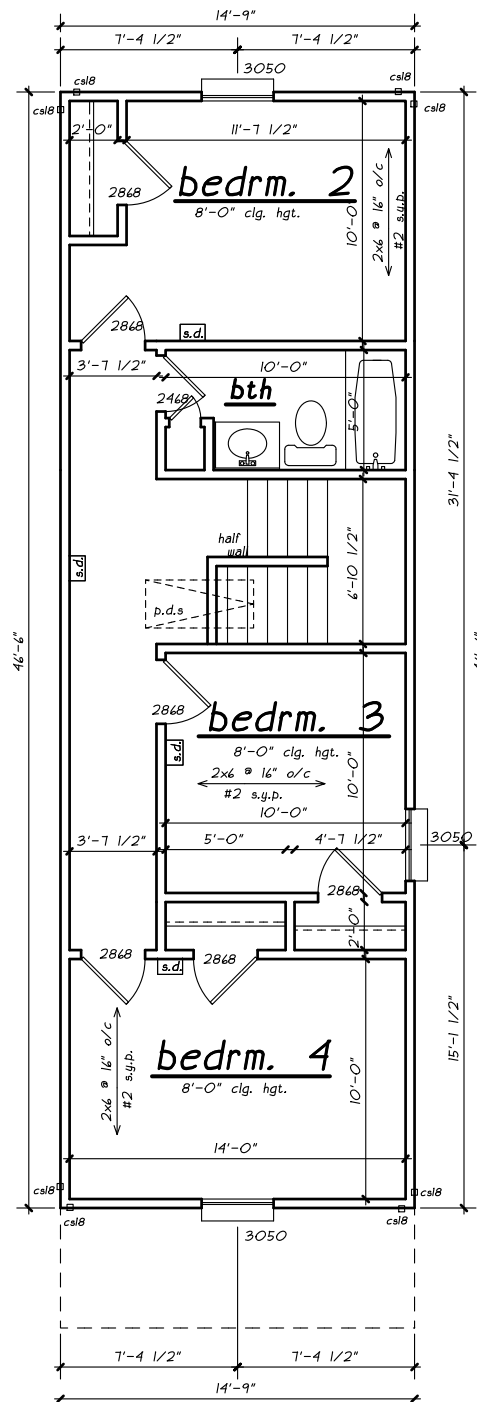 14'-9"
7'-4 1/2" 7'-4 1/2"
3050
csl8 csl8
csl8 csl8
2'-0" 11'-7 1/2"
bedrm. 2
8'-0" clg. hgt.
2868
10'-0"
2x6 @ 16" o/c
#2 s.y.p.
2868
s.d.
3'-7 1/2" 10'-0"
bth
2468
5'-0"
31'-4 1/2"
half
wall
6'-10 1/2"
s.d.
p.d.s
46'-6"
2868
bedrm. 3
8'-0" clg. hgt.
s.d.
2x6 @ 16" o/c
#2 s.y.p.
10'-0"
10'-0"
3'-7 1/2" 5'-0" 4'-7 1/2"
3050
2868
2'-0"
2868 2868
s.d.
bedrm. 4
8'-0" clg. hgt.
2x6 @ 16" o/c
#2 s.y.p.
10'-0"
15'-1 1/2"
14'-0"
csl8 csl8
csl8 csl8
3050
7'-4 1/2" 7'-4 1/2"
14'-9"